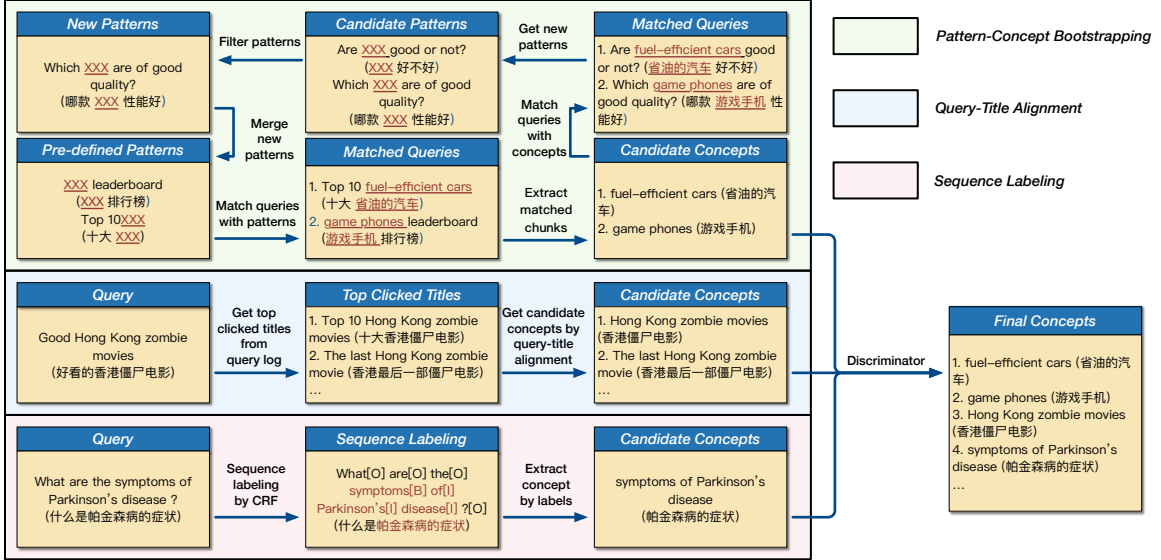 New Patterns
Which XXX are of good
quality?
(哪款 XXX 性能好)
Filter patterns
Candidate Patterns
Are XXX good or not?
(XXX 好不好)
Which XXX are of good
quality?
(哪款 XXX 性能好)
Get new
patterns
Matched Queries
1. Are fuel-efficient cars good
or not? (省油的汽车 好不好)
2. Which game phones are of
good quality? (哪款 游戏手机 性
能好)
Merge
new
patterns
Match
queries
with
concepts
Pre-defined Patterns
XXX leaderboard
(XXX 排行榜)
Top 10XXX
(十大 XXX)
Match queries
with patterns
Matched Queries
1. Top 10 fuel-efficient cars
(十大 省油的汽车)
2. game phones leaderboard
(游戏手机 排行榜)
Extract
matched
chunks
Candidate Concepts
1. fuel-efficient cars (省油的汽
车)
2. game phones (游戏手机)
Query
Good Hong Kong zombie
movies
(好看的香港僵尸电影)
Get top
clicked titles
from
query log
Top Clicked Titles
1. Top 10 Hong Kong zombie
movies (十大香港僵尸电影)
2. The last Hong Kong zombie
movie (香港最后一部僵尸电影)
...
Get candidate
concepts by
query-title
alignment
Candidate Concepts
1. Hong Kong zombie movies
(香港僵尸电影)
2. The last Hong Kong zombie
movie (香港最后一部僵尸电影)
...
Query
What are the symptoms of
Parkinson's disease ?
(什么是帕金森病的症状)
Sequence
labeling
by CRF
Sequence Labeling
What[O] are[O] the[O]
symptoms[B] of[I]
Parkinson's[I] disease[I] ?[O]
(什么是帕金森病的症状)
Extract
concept
by labels
Candidate Concepts
symptoms of Parkinson's
disease
(帕金森病的症状)
Discriminator
Final Concepts
1. fuel-efficient cars (省油的汽
车)
2. game phones (游戏手机)
3. Hong Kong zombie movies
(香港僵尸电影)
4. symptoms of Parkinson's
disease (帕金森病的症状)
...
Pattern-Concept Bootstrapping
Query-Title Alignment
Sequence Labeling